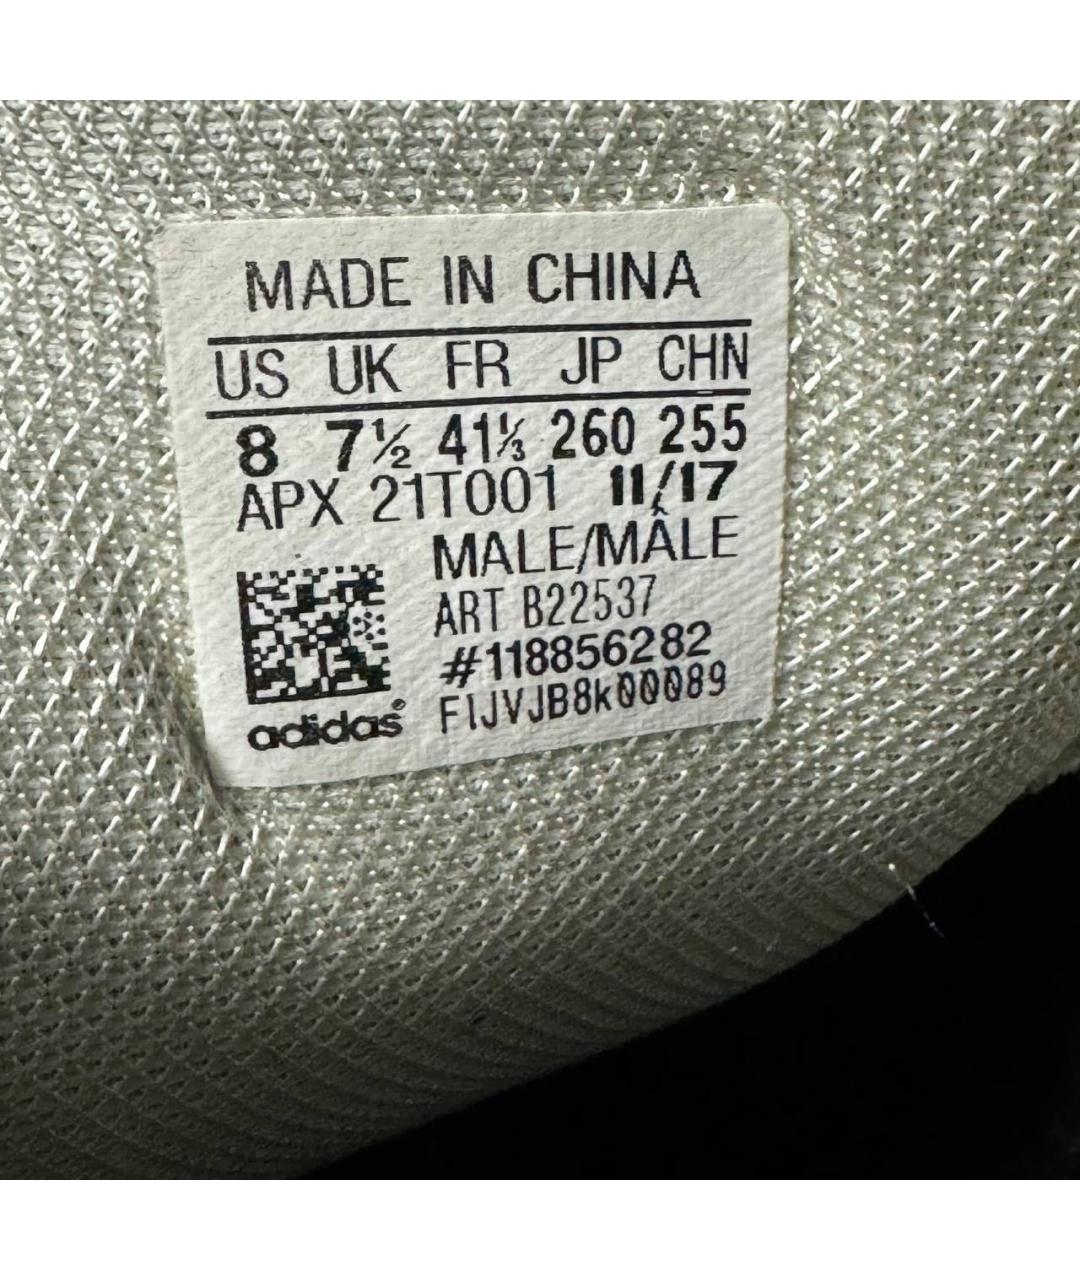 MADE IN CHINA
US UK FR JP CHN
8 7½ 41⅓ 260 255
APX 21T001 11/17
MALE/MÂLE
ART B22537
#118856282
F1JVJB8k00089
adidas®